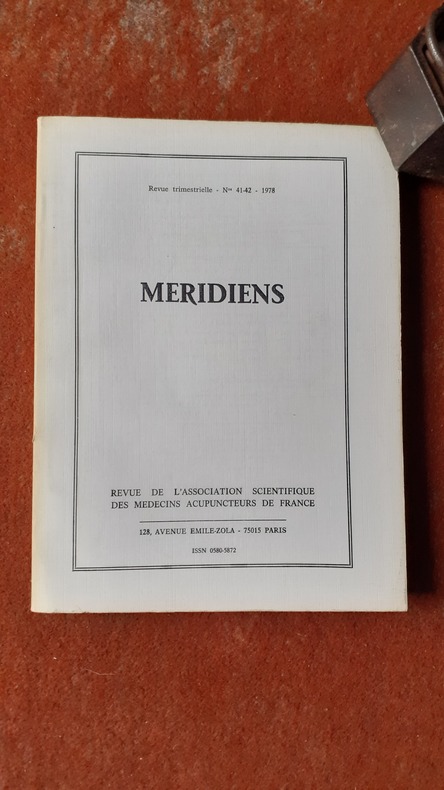 Revue trimestrielle - Nos 41-42 - 1978
MERIDIENS
REVUE DE L'ASSOCIATION SCIENTIFIQUE
DES MEDECINS ACUPUNCTEURS DE FRANCE
128, AVENUE EMILE-ZOLA - 75015 PARIS
ISSN 0580-5872